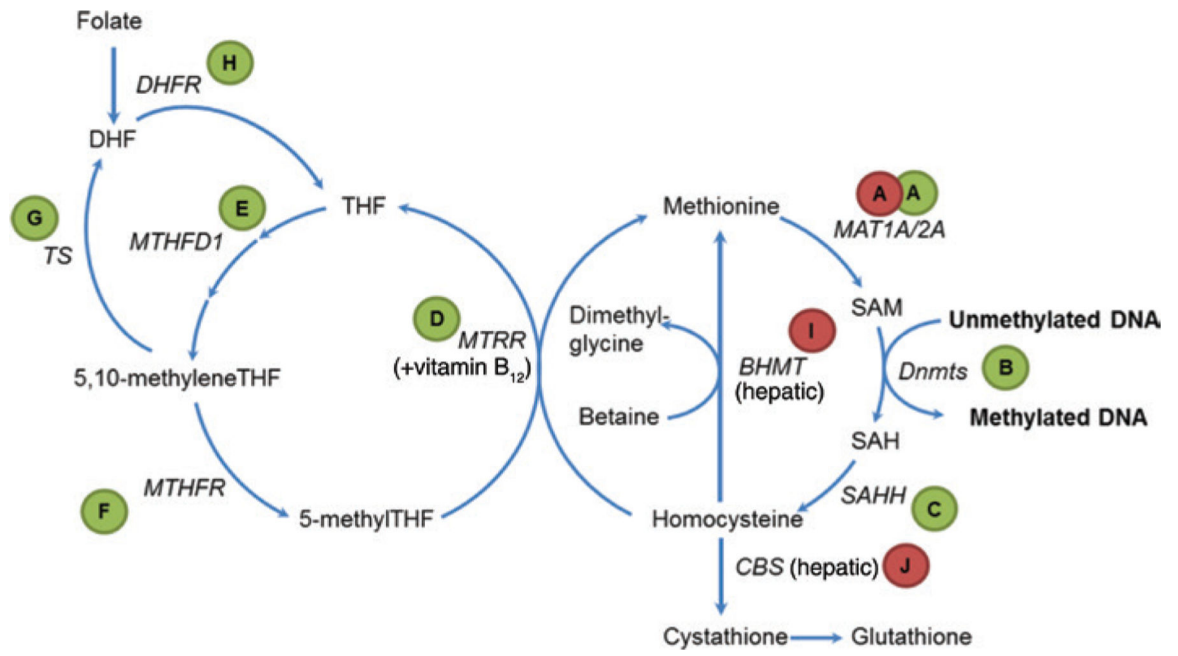 Folate
H
DHFR
DHF
G
TS
E
MTHFD1
THF
5,10-methyleneTHF
F
MTHFR
5-methylTHF
D
MTRR
(+vitamin B12)
Methionine
A A
MAT1A/2A
Dimethyl-
glycine
Betaine
I
BHMT
(hepatic)
SAM
Unmethylated DNA
Dnmts B
Methylated DNA
SAH
SAHH C
Homocysteine
CBS (hepatic) J
Cystathione
Glutathione